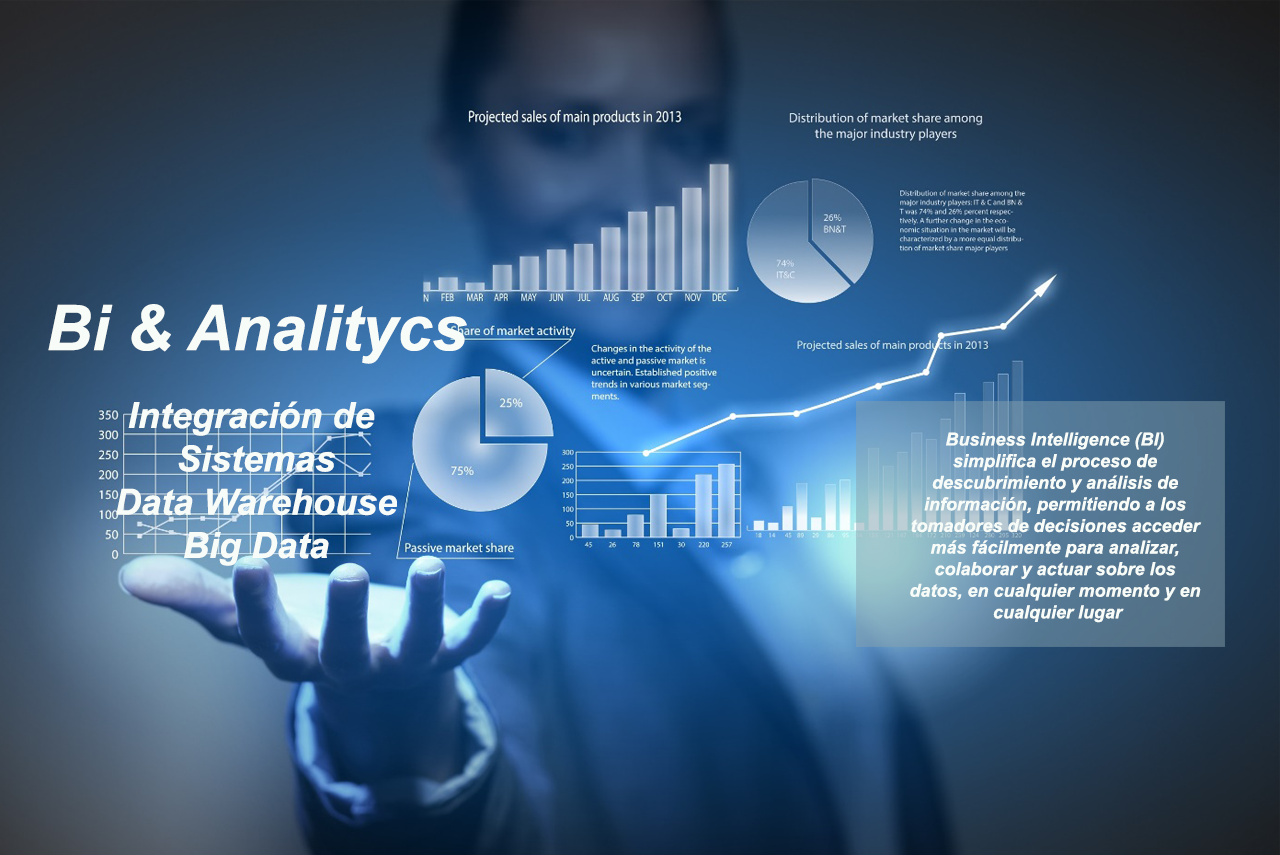 Projected sales of main products in 2013
N FEB MAR APR MAY JUN JUL AUG SEP OCT NOV DEC
Distribution of market share among
the major industry players
26%
BN&T
74%
IT&C
Distribution of market share among the
major industry players: IT & C and BN &
T was 74% and 26% percent respec-
tively. A further change in the eco-
nomic situation in the market will be
characterized by a more equal distribu-
tion of market share major players
Bi & Analitycs
Share of market activity
25%
75%
Passive market share
Changes in the activity of the
active and passive market is
uncertain. Established positive
trends in various market seg-
ments.
Projected sales of main products in 2013
350
300
250
200
150
100
50
0
Integración de
Sistemas
Data Warehouse
Big Data
300
250
200
150
100
50
0
45 26 78 151 30 220 257
18 14 45 89
Business Intelligence (BI)
simplifica el proceso de
descubrimiento y análisis de
información, permitiendo a los
tomadores de decisiones acceder
más fácilmente para analizar,
colaborar y actuar sobre los
datos, en cualquier momento y en
cualquier lugar